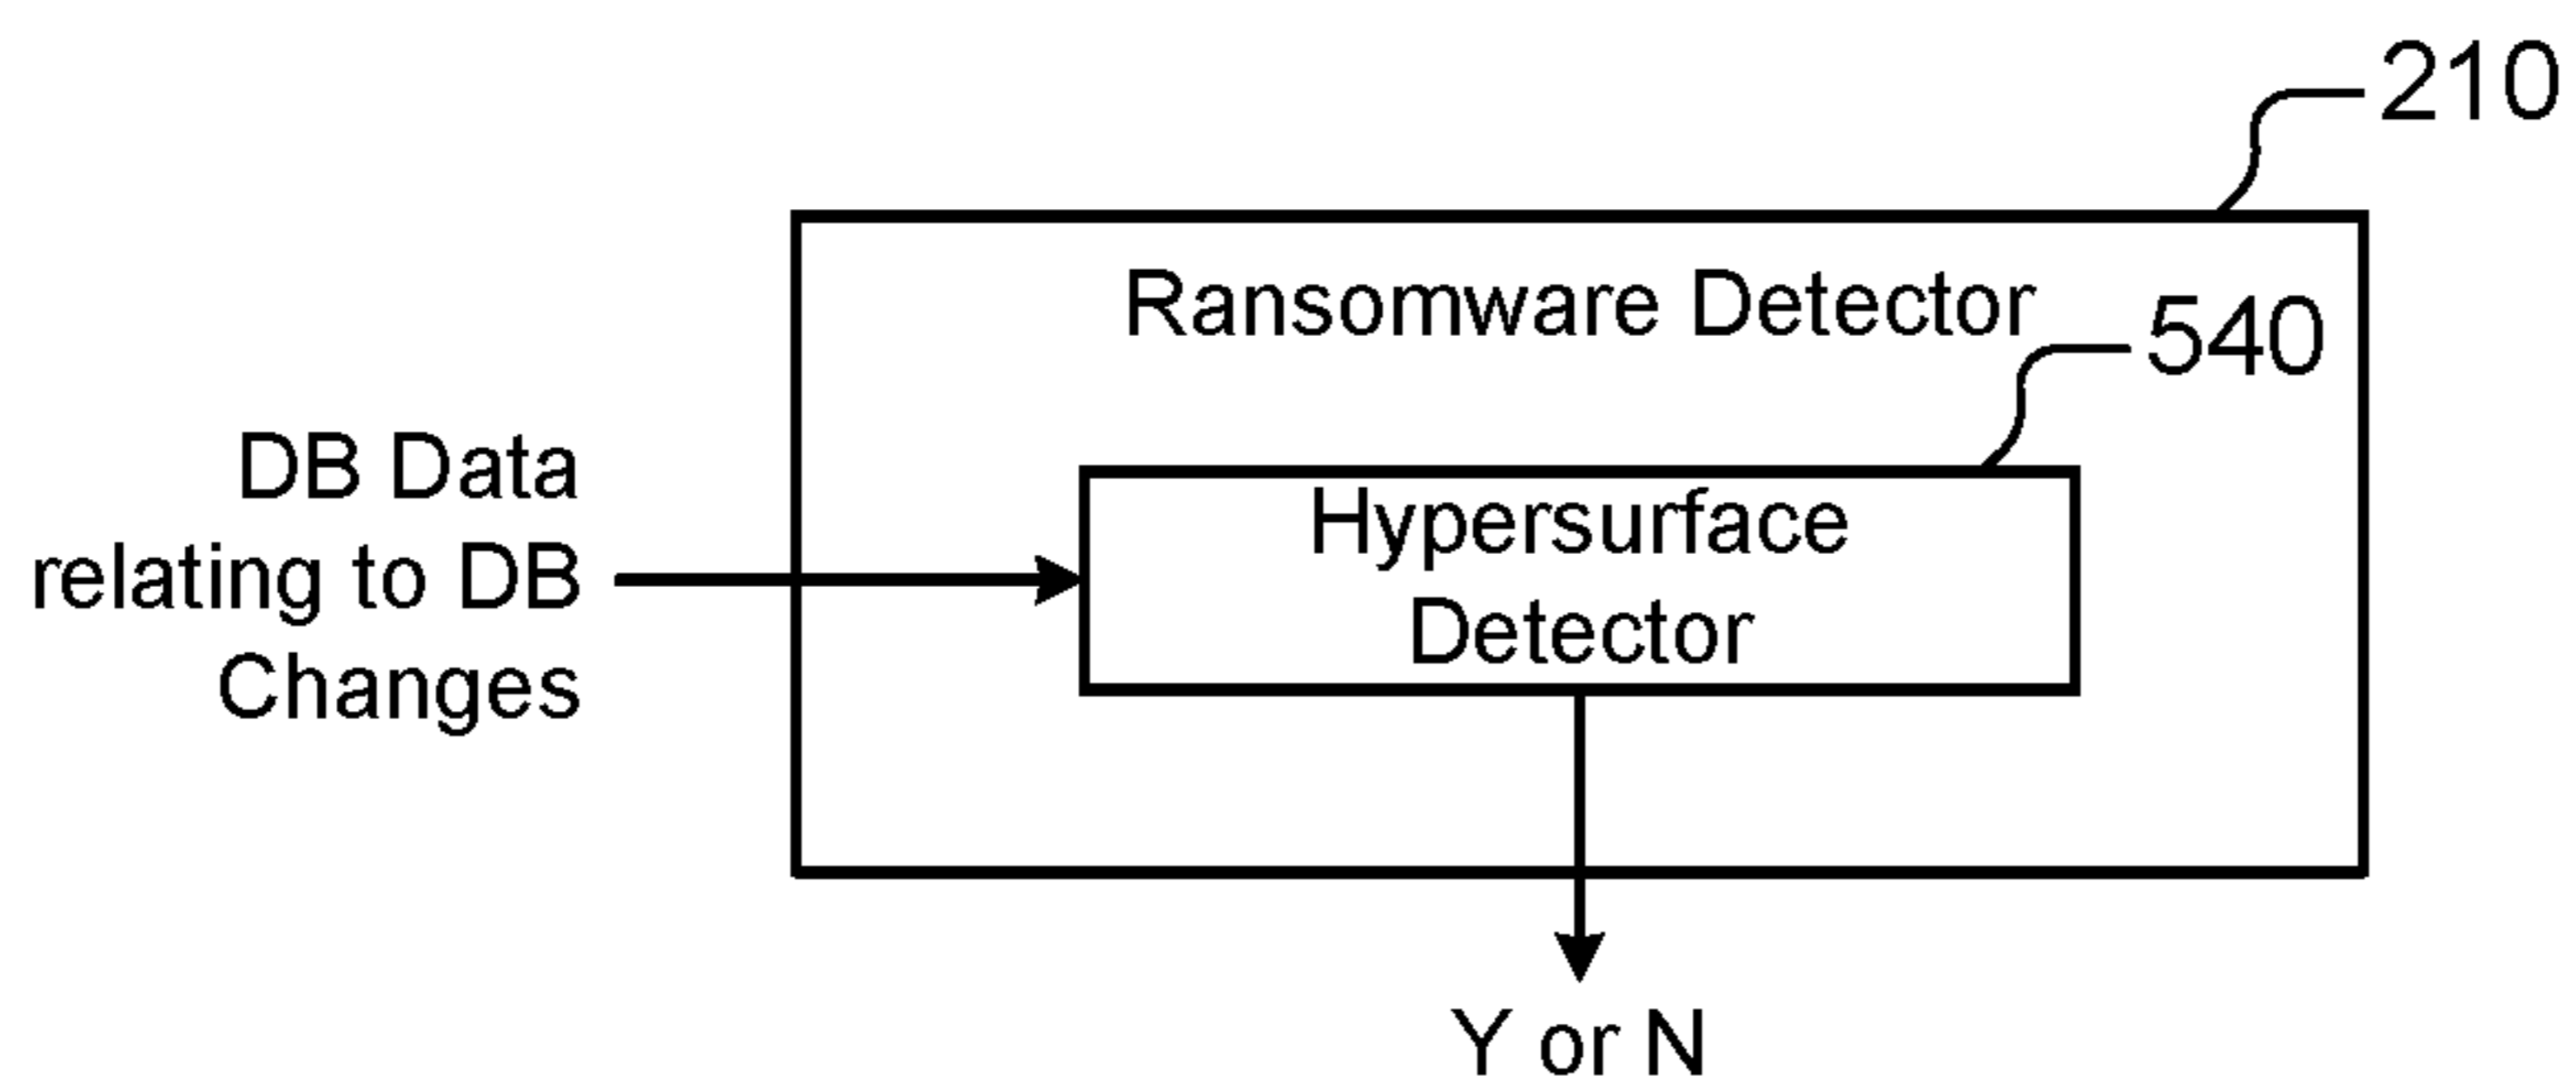 210
Ransomware Detector
540
DB Data
relating to DB
Changes
Hypersurface
Detector
Y or N